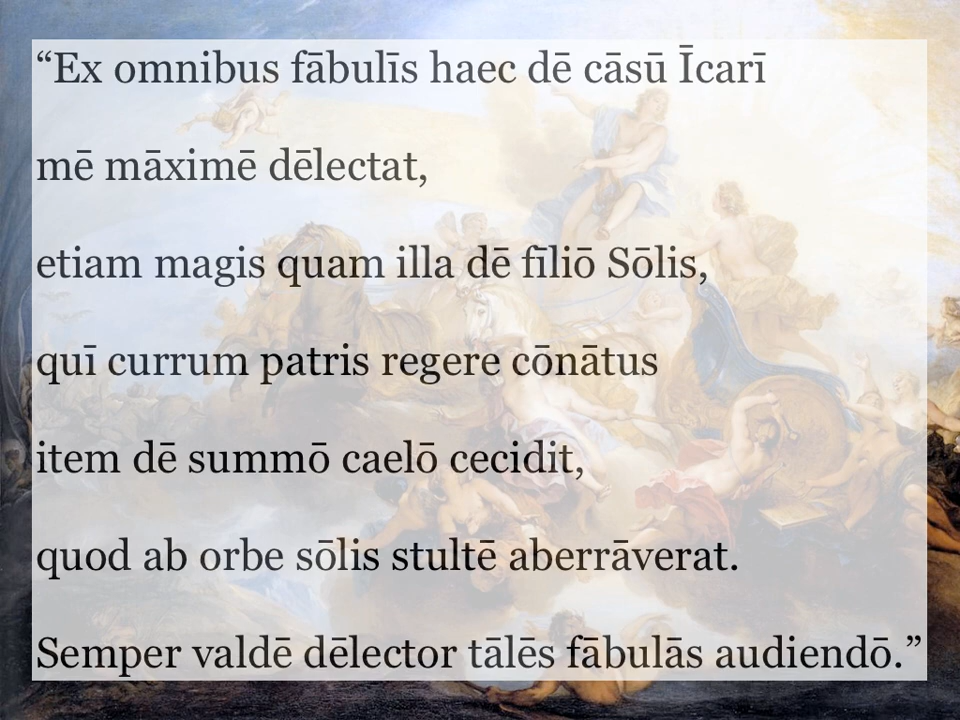 “Ex omnibus fābulīs haec dē cāsū Īcarī
mē māximē dēlectat,
etiam magis quam illa dē fīliō Sōlis,
quī currum patris regere cōnātus
item dē summō caelō cecidit,
quod ab orbe sōlis stultē aberrāverat.
Semper valdē dēlector tālēs fābulās audiendō.”